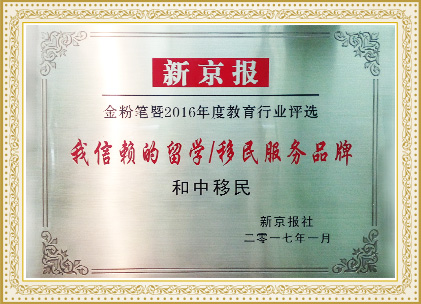 新京报
金粉笔暨2016年度教育行业评选
我信赖的留学/移民服务品牌
和中移民
新京报社
二零一七年一月